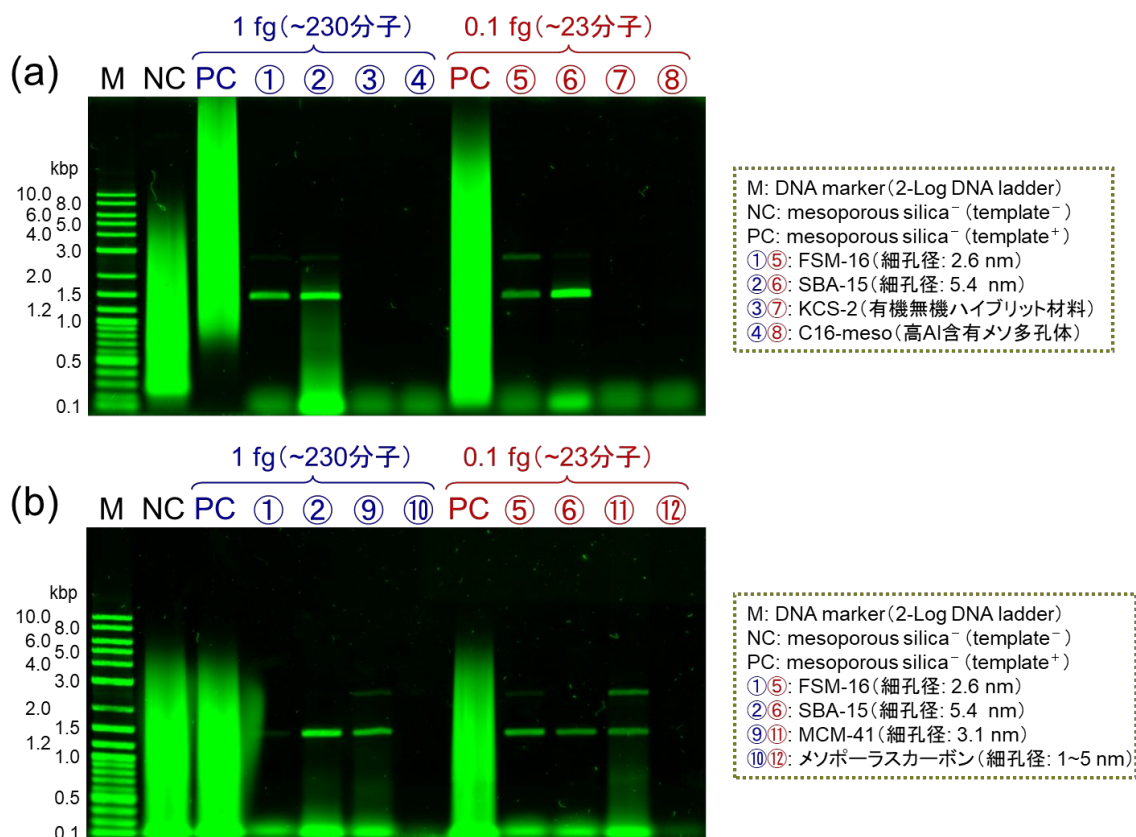 1 fg(~230分子)
0.1 fg(~23分子)
(a)
M NC PC ① ② ③ ④ PC ⑤ ⑥ ⑦ ⑧
kbp
10.0
8.0
6.0
5.0
4.0
3.0
2.0
1.5
1.2
1.0
0.5
0.1
M: DNA marker(2-Log DNA ladder)
NC: mesoporous silica⁻ (template⁻)
PC: mesoporous silica⁻ (template⁺)
①⑤: FSM-16(細孔径: 2.6 nm)
②⑥: SBA-15(細孔径: 5.4 nm)
③⑦: KCS-2(有機無機ハイブリット材料)
④⑧: C16-meso(高Al含有メソ多孔体)
1 fg(~230分子)
0.1 fg(~23分子)
(b)
M NC PC ① ② ⑨ ⑩ PC ⑤ ⑥ ⑪ ⑫
kbp
10.0
8.0
6.0
5.0
4.0
3.0
2.0
1.5
1.2
1.0
0.5
0.1
M: DNA marker(2-Log DNA ladder)
NC: mesoporous silica⁻ (template⁻)
PC: mesoporous silica⁻ (template⁺)
①⑤: FSM-16(細孔径: 2.6 nm)
②⑥: SBA-15(細孔径: 5.4 nm)
⑨⑪: MCM-41(細孔径: 3.1 nm)
⑩⑫: メソポーラスカーボン(細孔径: 1~5 nm)